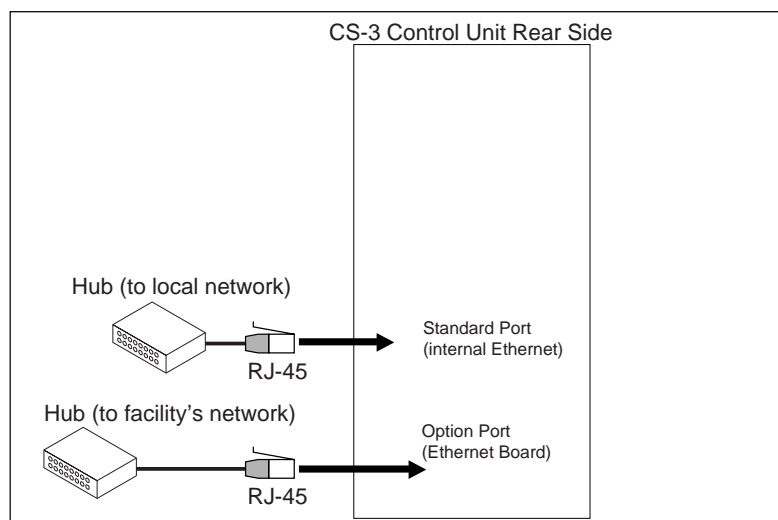 CS-3 Control Unit Rear Side
Hub (to local network)
Standard Port
(internal Ethernet)
RJ-45
Hub (to facility’s network)
Option Port
(Ethernet Board)
RJ-45